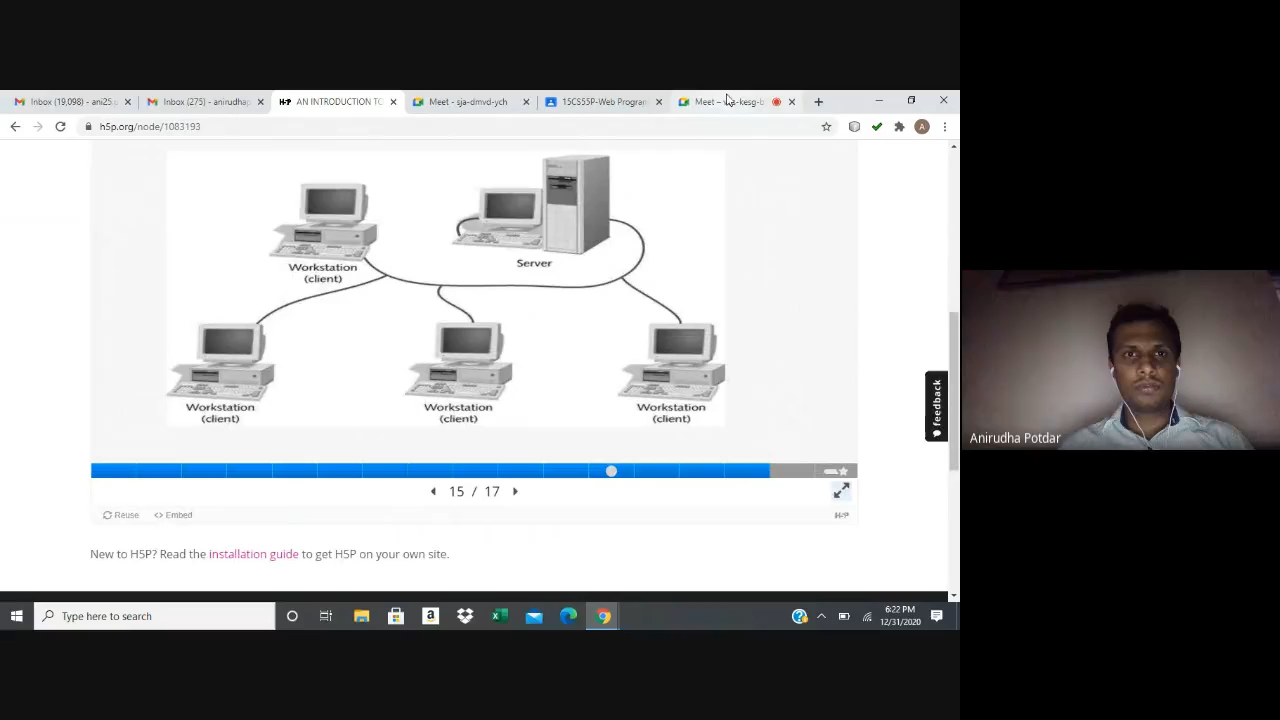 Inbox (19,098) - ani25.p
Inbox (275) - anirudhap
H-P AN INTRODUCTION TO
Meet - sja-dmvd-ych
15CS55P-Web Program
Meet – -kesg-b
h5p.org/node/1083193
A
Server
Workstation
(client)
Workstation
(client)
Workstation
(client)
Workstation
(client)
feedback
Anirudha Potdar
15 / 17
Reuse
<> Embed
H-P
New to H5P? Read the installation guide to get H5P on your own site.
Type here to search
6:22 PM
12/31/2020